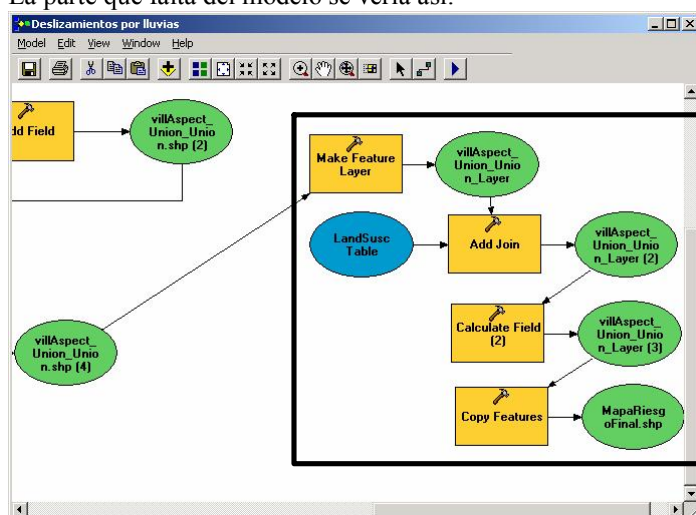 La parte que falta del modelo se vería así:
Deslizamientos por lluvias
Model Edit View Window Help
dd Field
villAspect_
Union_Unio
n.shp (2)
Make Feature
Layer
villAspect_
Union_Unio
n_Layer
LandSusc
Table
Add Join
villAspect_
Union_Unio
n_Layer (2)
Calculate Field
(2)
villAspect_
Union_Unio
n_Layer (3)
villAspect_
Union_Unio
n.shp (4)
Copy Features
MapaRiesg
oFinal.shp